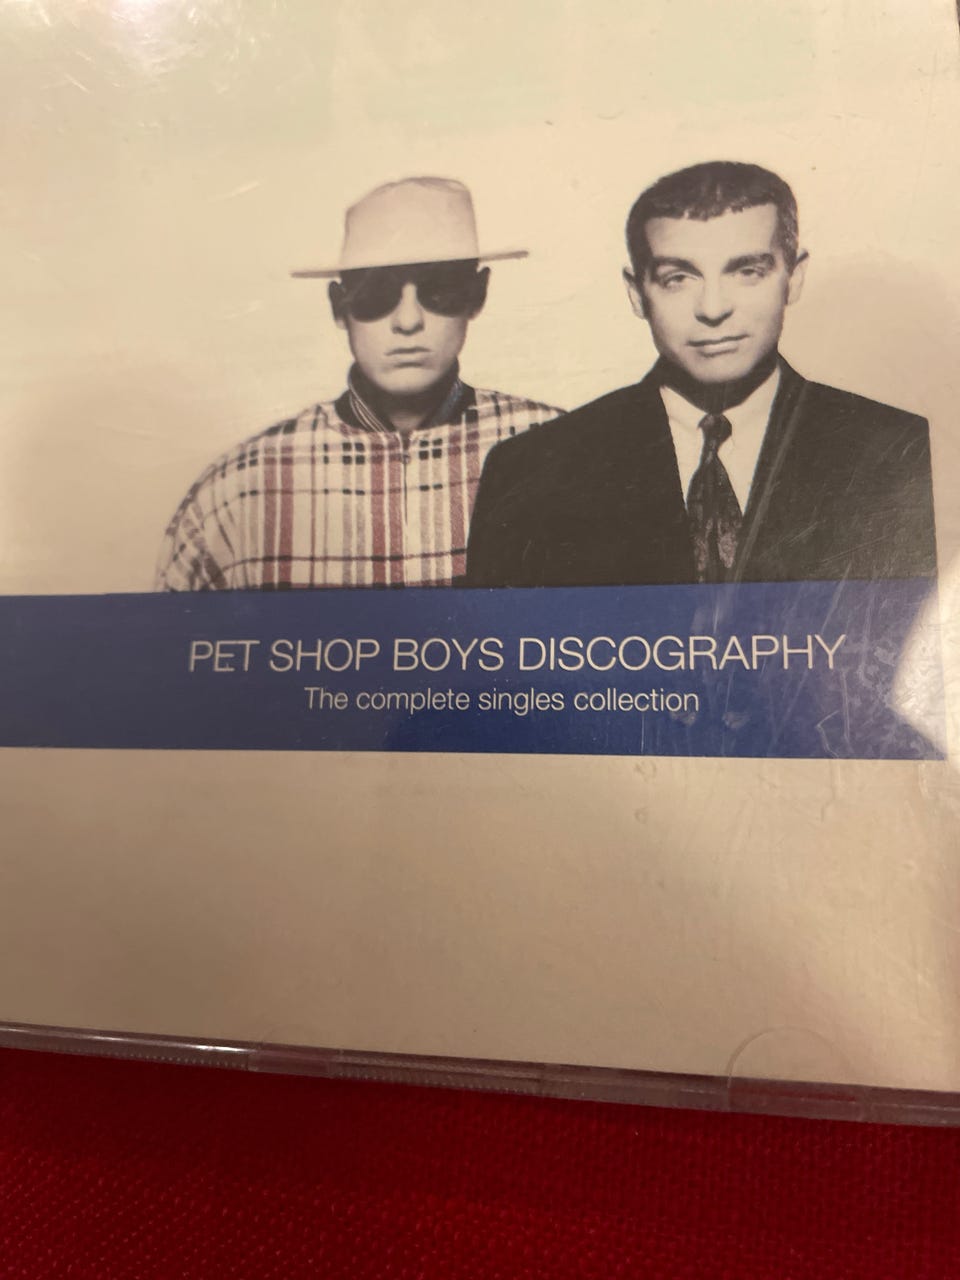 PET SHOP BOYS DISCOGRAPHY
The complete singles collection